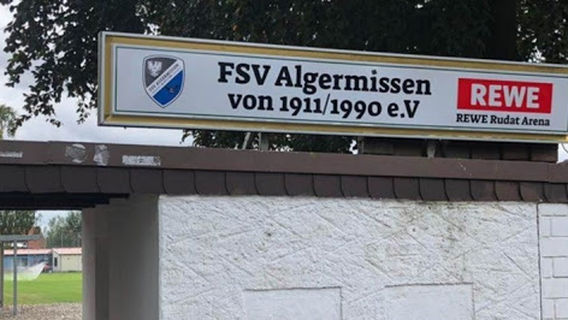 FSV Algermissen
von 1911/1990 e.V
REWE
REWE Rudat Arena